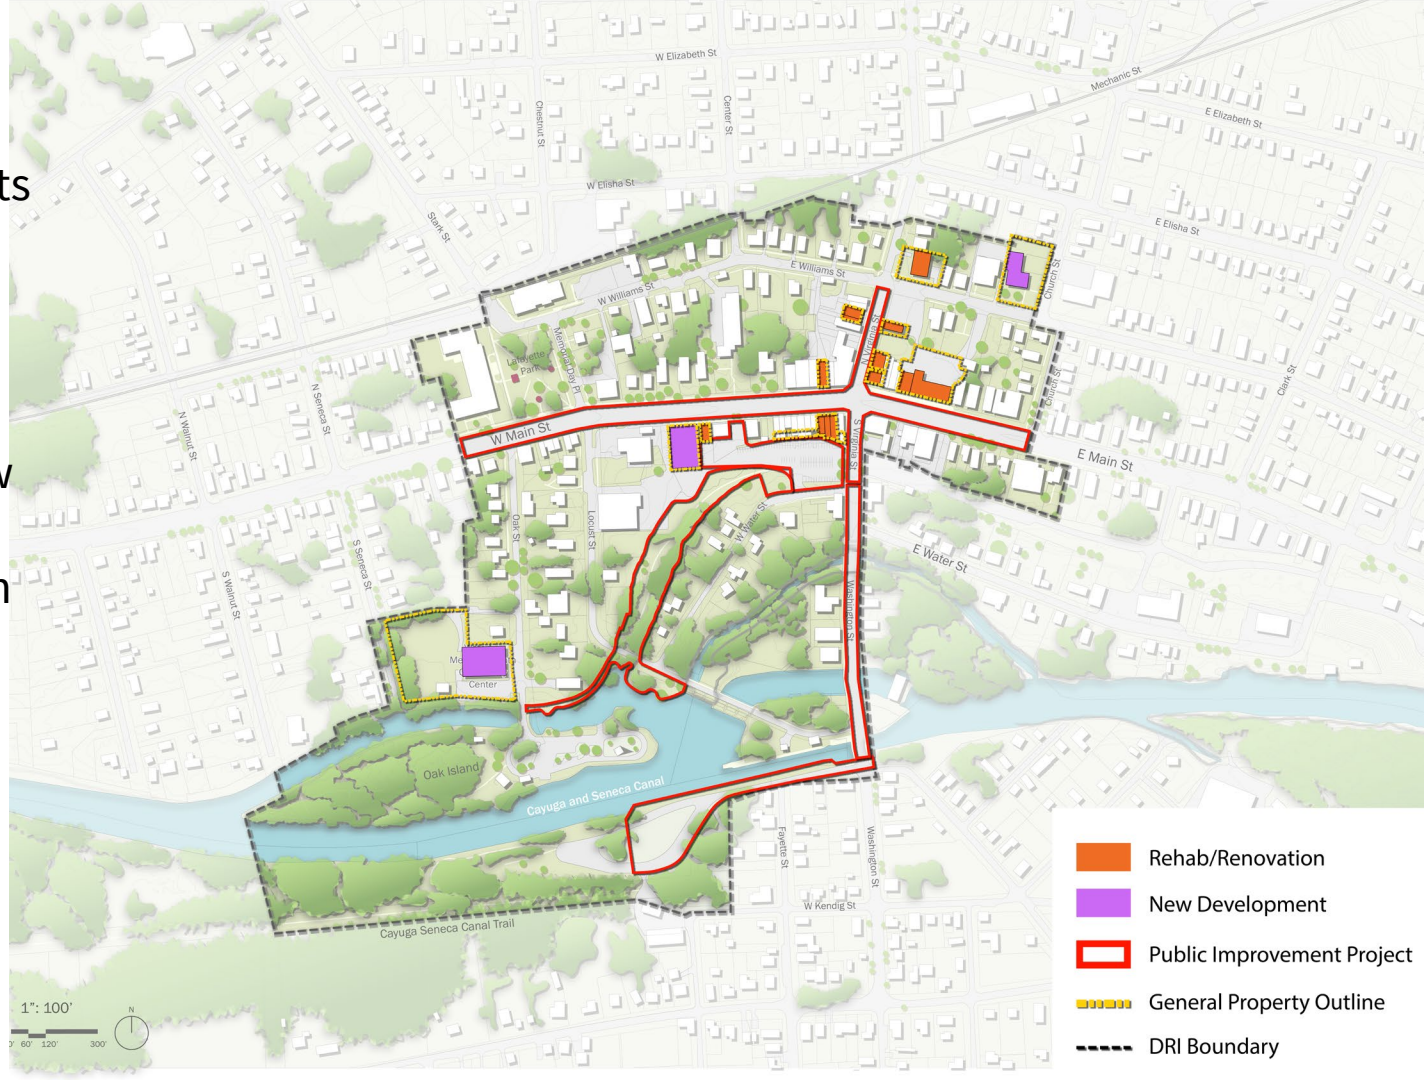 ts
w
n
W Elizabeth St
Mechanic St
E Elizabeth St
Chestnut St
Center St
W Elisha St
Stark St
E Elisha St
E Williams St
Church St
W Williams St
N Virginia St
Lafayette
Park
Memorial Day Pl
Church St
Clark St
N Seneca St
N Walnut St
W Main St
S Virginia St
E Main St
Oak St
Locust St
W Water St
E Water St
S Seneca St
S Walnut St
Washington St
Center
Oak Island
Cayuga and Seneca Canal
Fayette St
Washington St
W Kendig St
Cayuga Seneca Canal Trail
1”: 100’
N
0’ 60’ 120’ 300’
Rehab/Renovation
New Development
Public Improvement Project
General Property Outline
DRI Boundary